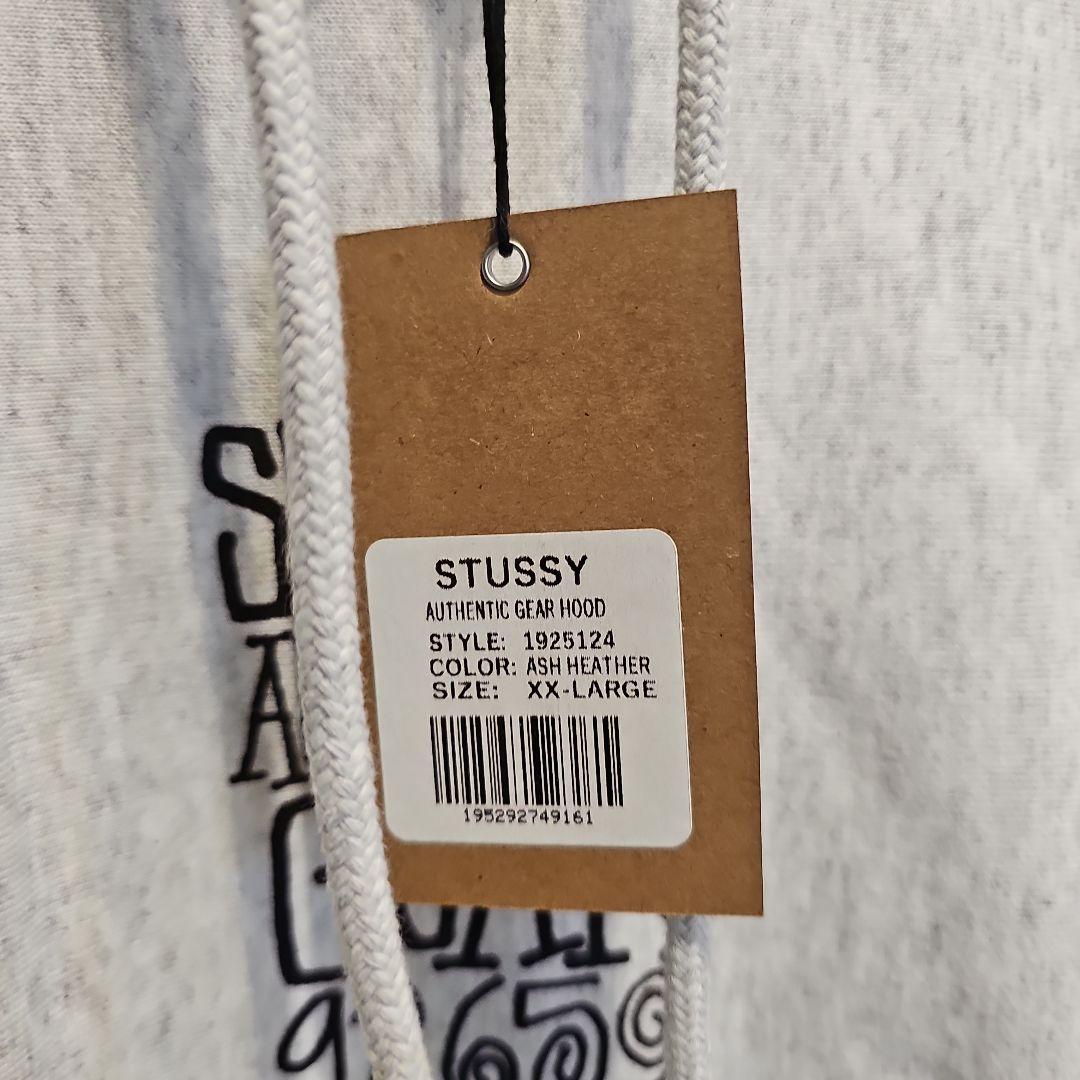 STUSSY
AUTHENTIC GEAR HOOD
STYLE: 1925124
COLOR: ASH HEATHER
SIZE: XX-LARGE
195292749161